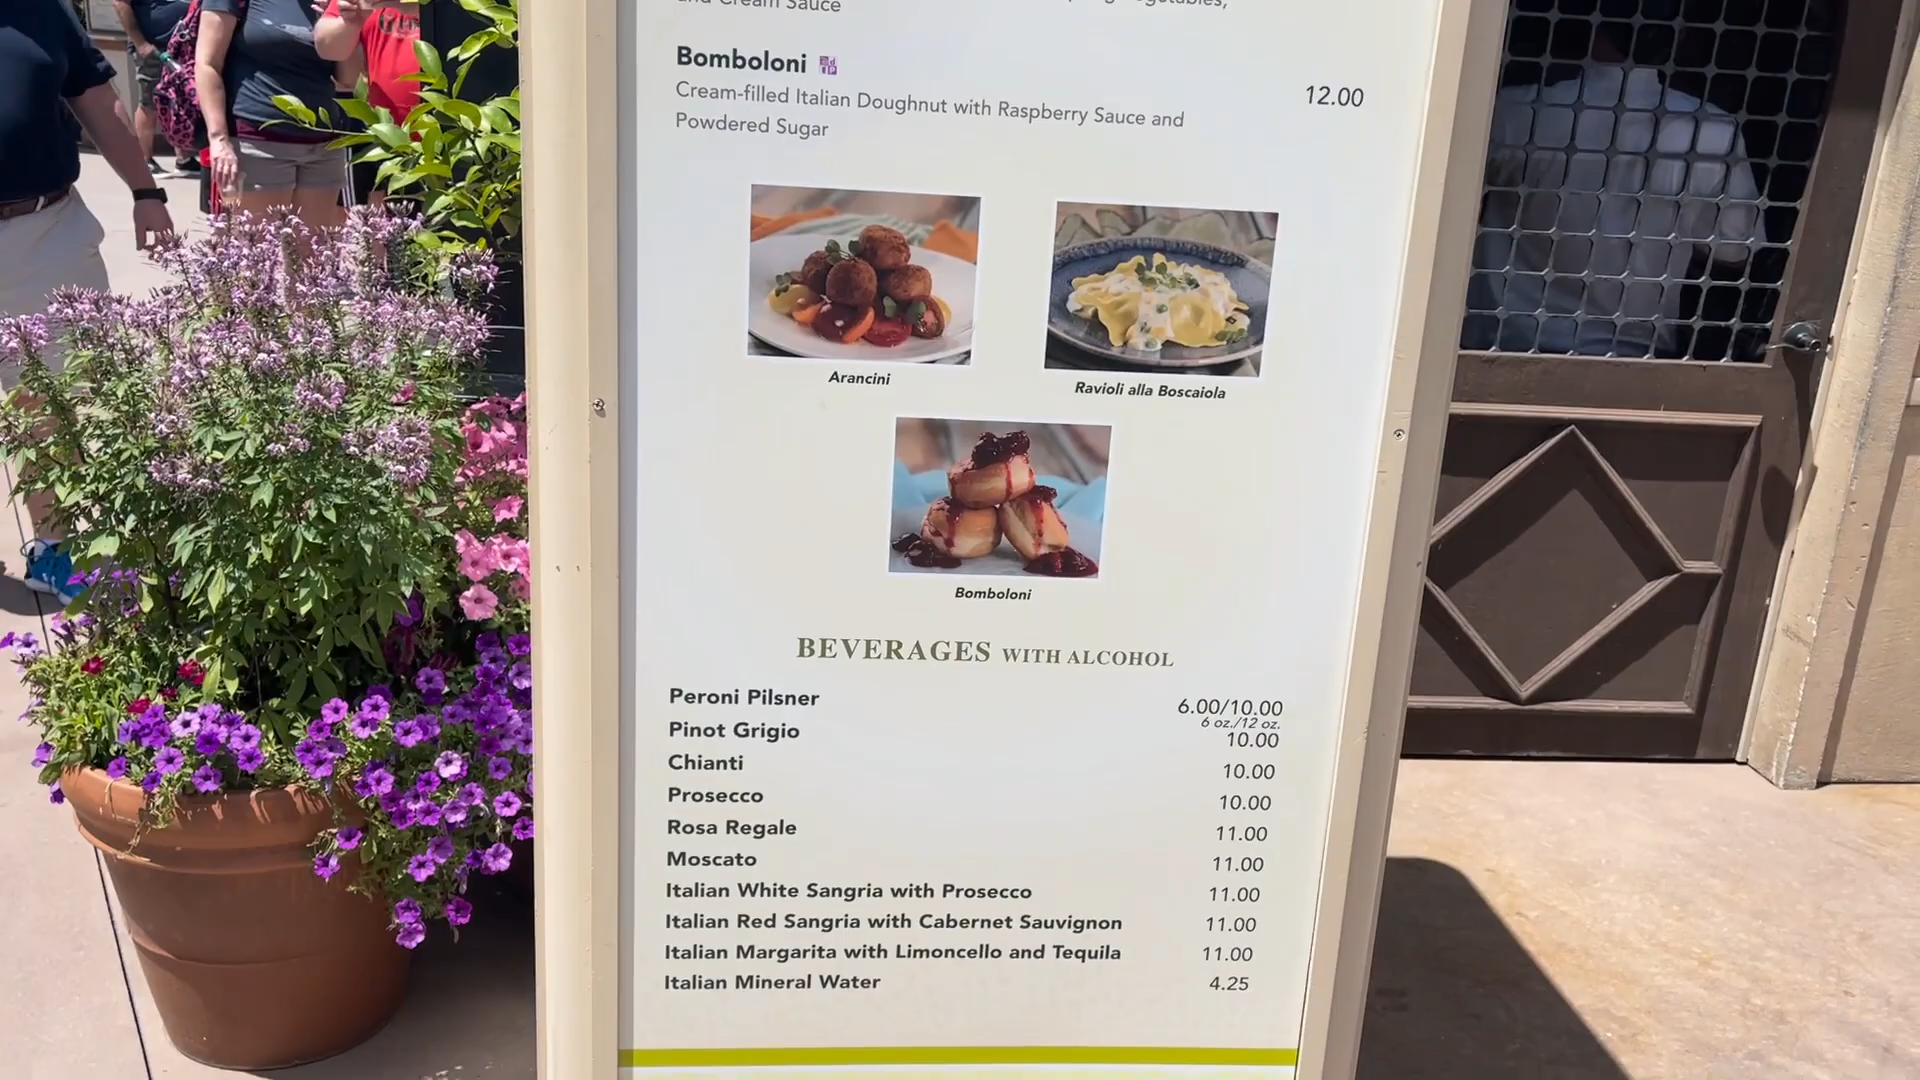 and Cream Sauce
Bomboloni
Cream-filled Italian Doughnut with Raspberry Sauce and
Powdered Sugar
12.00
Arancini
Ravioli alla Boscaiola
Bomboloni
BEVERAGES WITH ALCOHOL
Peroni Pilsner 6.00/10.00
6 oz./12 oz.
Pinot Grigio 10.00
Chianti 10.00
Prosecco 10.00
Rosa Regale 11.00
Moscato 11.00
Italian White Sangria with Prosecco 11.00
Italian Red Sangria with Cabernet Sauvignon 11.00
Italian Margarita with Limoncello and Tequila 11.00
Italian Mineral Water 4.25